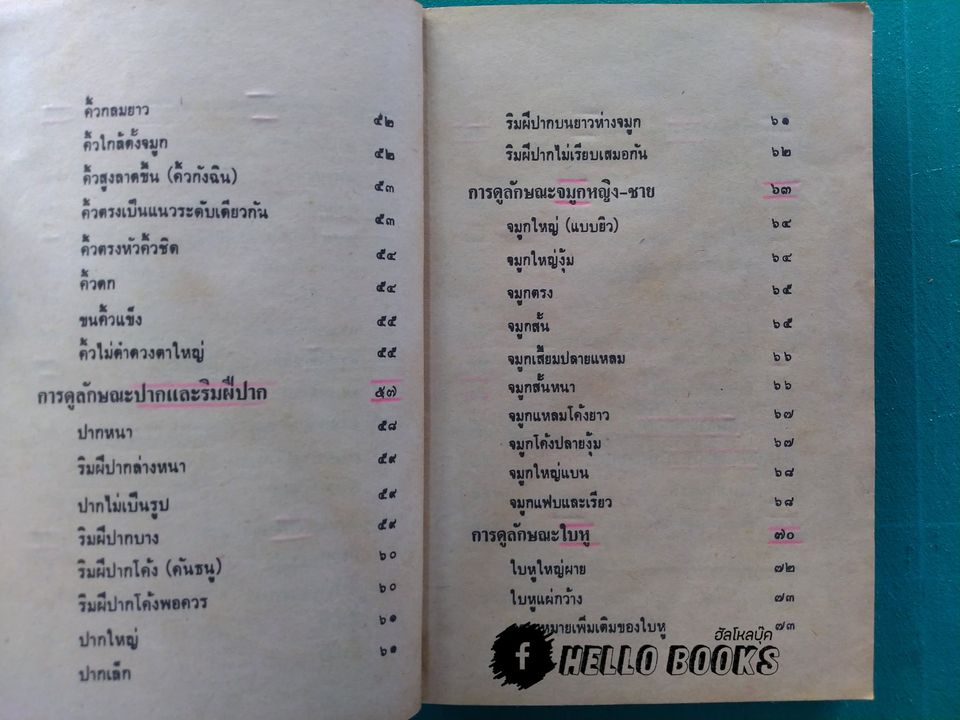 คิ้วกลมยาว ๕๒
คิ้วใกล้ดั้งจมูก ๕๒
คิ้วสูงลาดขึ้น (คิ้วกังฉิน) ๕๓
คิ้วตรงเป็นแนวระดับเดียวกัน ๕๓
คิ้วตรงหัวคิ้วชิด ๕๔
คิ้วตก ๕๔
ขนคิ้วแข็ง ๕๕
คิ้วไม่ดำดวงตาใหญ่ ๕๕
การดูลักษณะปากและริมฝีปาก ๕๗
ปากหนา ๕๘
ริมฝีปากล่างหนา ๕๙
ปากไม่เป็นรูป ๕๙
ริมฝีปากบาง ๕๙
ริมฝีปากโค้ง (คันธนู) ๖๐
ริมฝีปากโค้งพอควร ๖๐
ปากใหญ่ ๖๑
ปากเล็ก ๖๑
ริมฝีปากบนยาวห่างจมูก ๖๑
ริมฝีปากไม่เรียบเสมอกัน ๖๒
การดูลักษณะจมูกหญิง-ชาย ๖๓
จมูกใหญ่ (แบบยิว) ๖๔
จมูกใหญ่งุ้ม ๖๔
จมูกตรง ๖๕
จมูกสั้น ๖๕
จมูกเสี้ยมปลายแหลม ๖๖
จมูกสั้นหนา ๖๖
จมูกแหลมโค้งยาว ๖๗
จมูกโค้งปลายงุ้ม ๖๗
จมูกใหญ่แบน ๖๘
จมูกแฟบและเรียว ๖๘
การดูลักษณะใบหู ๗๐
ใบหูใหญ่ผาย ๗๒
ใบหูแผ่กว้าง ๗๓
หมายเพิ่มเติมของใบหู ๗๓
ฮัลโหลบุ๊ค
f HELLO BOOKS